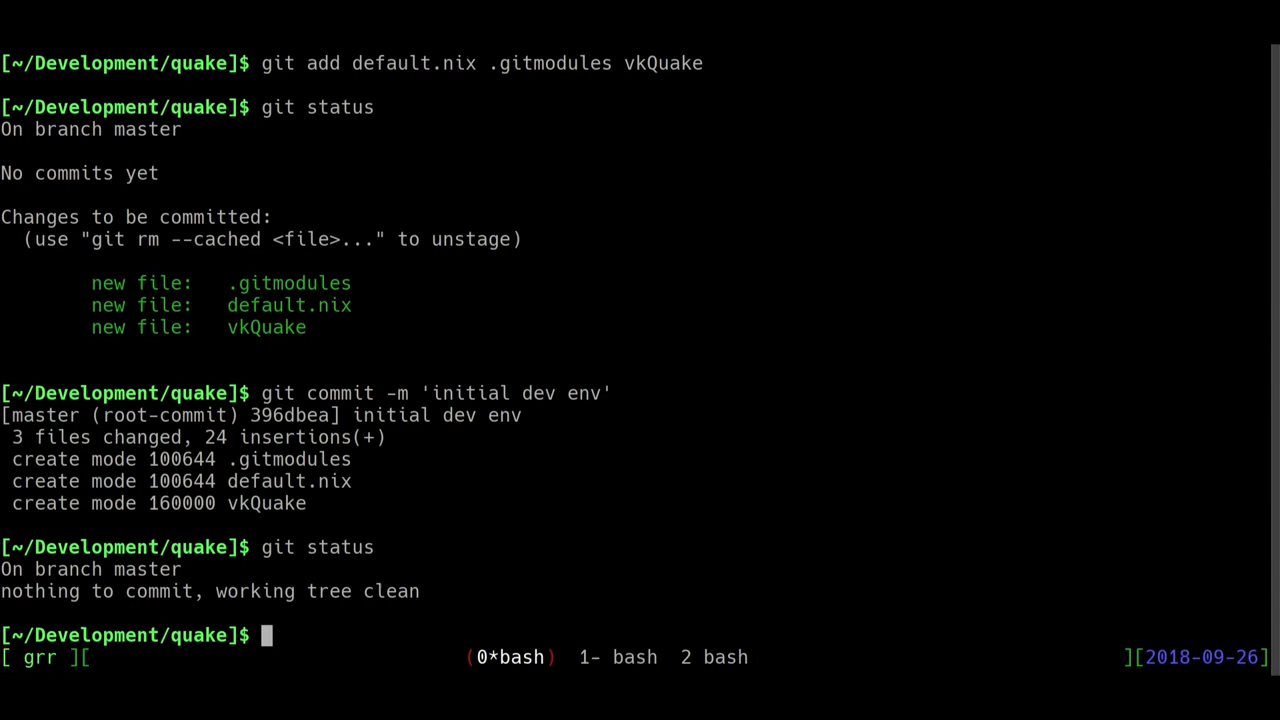 [~/Development/quake]$ git add default.nix .gitmodules vkQuake
[~/Development/quake]$ git status
On branch master
No commits yet
Changes to be committed:
  (use "git rm --cached <file>..." to unstage)
        new file:   .gitmodules
        new file:   default.nix
        new file:   vkQuake
[~/Development/quake]$ git commit -m 'initial dev env'
[master (root-commit) 396dbea] initial dev env
 3 files changed, 24 insertions(+)
 create mode 100644 .gitmodules
 create mode 100644 default.nix
 create mode 160000 vkQuake
[~/Development/quake]$ git status
On branch master
nothing to commit, working tree clean
[~/Development/quake]$
[ grr ][ (0*bash) 1- bash 2 bash ][2018-09-26]